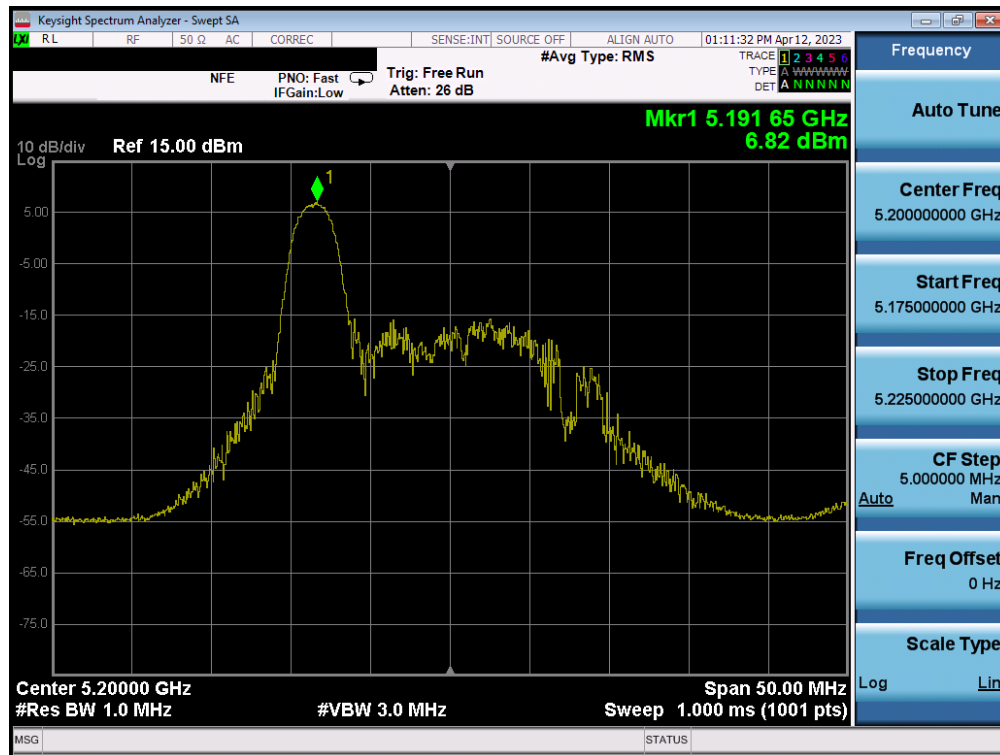 Keysight Spectrum Analyzer - Swept SA
LXI RL RF 50 Ω AC CORREC SENSE:INT SOURCE OFF ALIGN AUTO 01:11:32 PM Apr 12, 2023
NFE PNO: Fast Trig: Free Run #Avg Type: RMS TRACE 1 2 3 4 5 6
IFGain:Low Atten: 26 dB TYPE A WWWWW
DET A N N N N N
Mkr1 5.191 65 GHz
6.82 dBm
10 dB/div Ref 15.00 dBm
Log
1
5.00
-5.00
-15.0
-25.0
-35.0
-45.0
-55.0
-65.0
-75.0
Center 5.20000 GHz Span 50.00 MHz
#Res BW 1.0 MHz #VBW 3.0 MHz Sweep 1.000 ms (1001 pts)
MSG STATUS
Frequency
Auto Tune
Center Freq
5.200000000 GHz
Start Freq
5.175000000 GHz
Stop Freq
5.225000000 GHz
CF Step
5.000000 MHz
Auto Man
Freq Offset
0 Hz
Scale Type
Log Lin